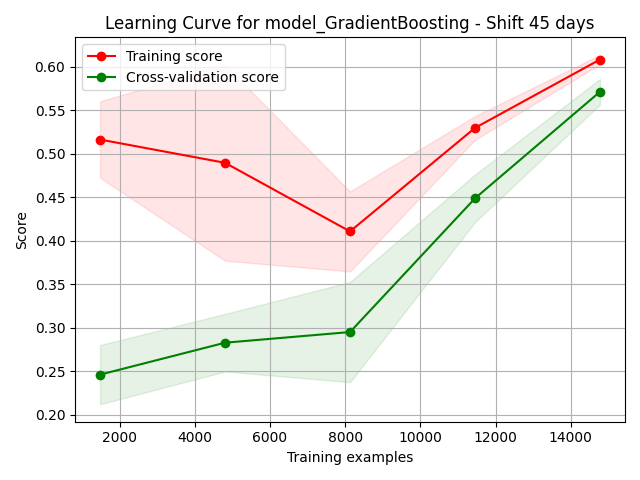 Learning Curve for model_GradientBoosting - Shift 45 days
Training score
Cross-validation score
Score
0.60
0.55
0.50
0.45
0.40
0.35
0.30
0.25
0.20
2000 4000 6000 8000 10000 12000 14000
Training examples